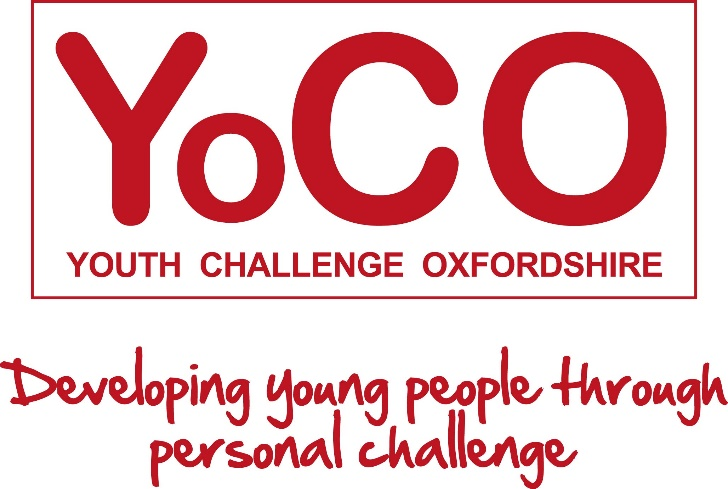 YoCO
YOUTH CHALLENGE OXFORDSHIRE
Developing young people through
personal challenge